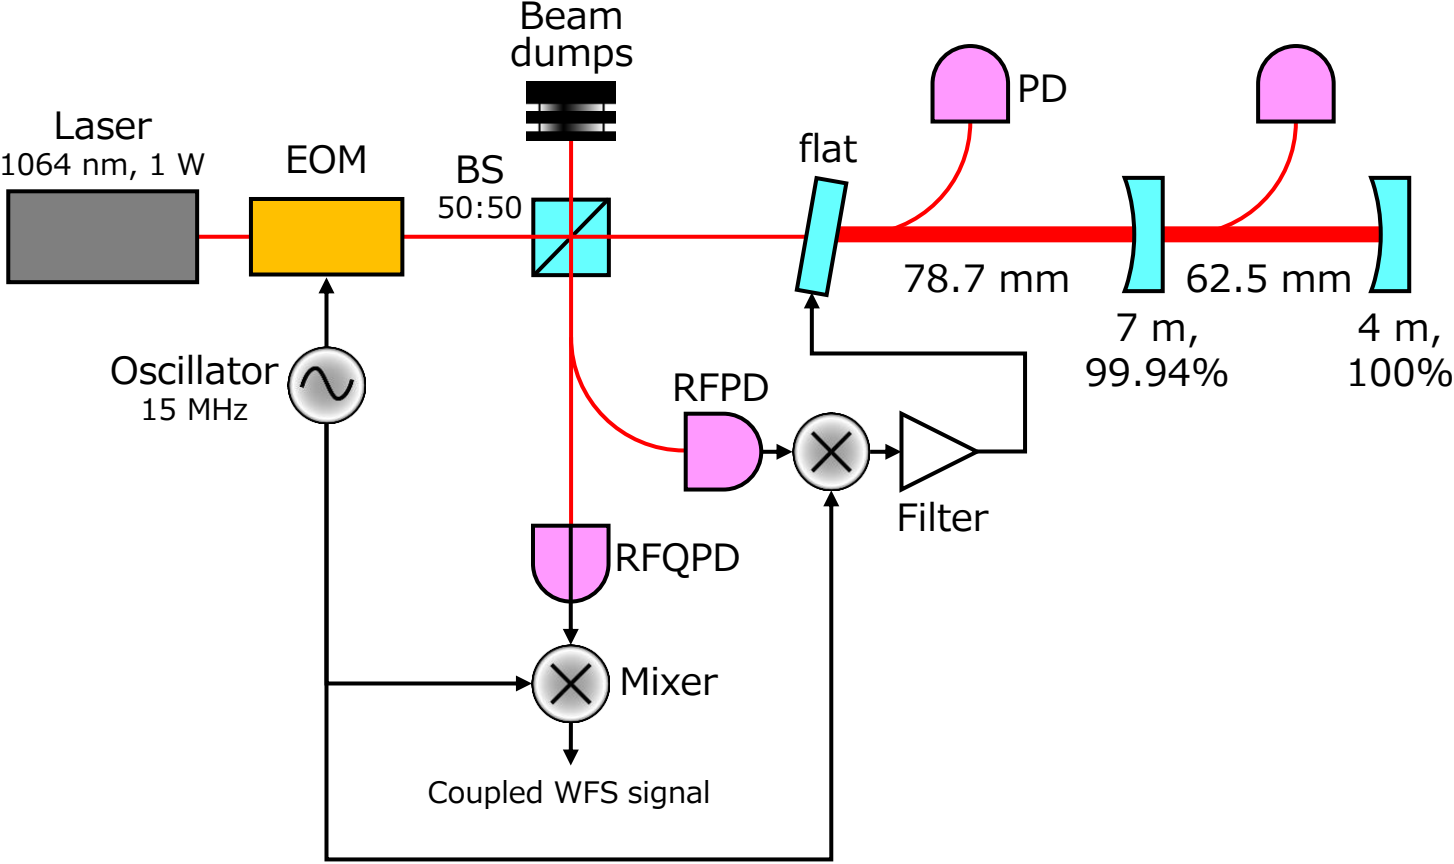 Beam
dumps
Laser
1064 nm, 1 W
EOM
BS
50:50
flat
PD
78.7 mm
62.5 mm
7 m,
99.94%
4 m,
100%
Oscillator
15 MHz
RFPD
Filter
RFQPD
Mixer
Coupled WFS signal